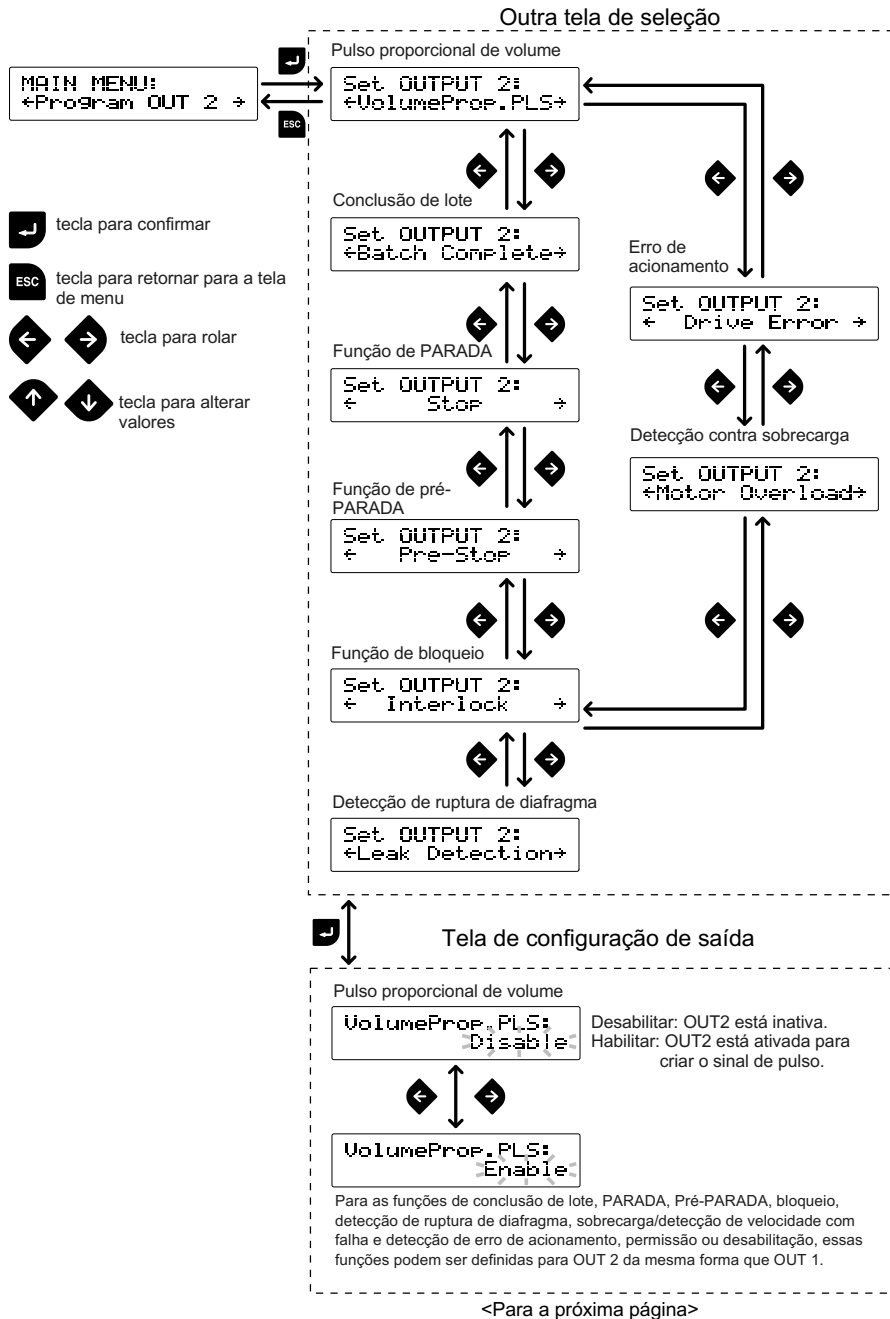 Outra tela de seleção
MAIN MENU:
←Program OUT 2 →
ESC
Pulso proporcional de volume
Set OUTPUT 2:
←VolumeProp.PLS→
Conclusão de lote
Set OUTPUT 2:
←Batch Complete→
Função de PARADA
Set OUTPUT 2:
← Stop →
Função de pré-
PARADA
Set OUTPUT 2:
← Pre-Stop →
Função de bloqueio
Set OUTPUT 2:
← Interlock →
Detecção de ruptura de diafragma
Set OUTPUT 2:
←Leak Detection→
Erro de
acionamento
Set OUTPUT 2:
← Drive Error →
Detecção contra sobrecarga
Set OUTPUT 2:
←Motor Overload→
tecla para confirmar
ESC
tecla para retornar para a tela
de menu
tecla para rolar
tecla para alterar
valores
Tela de configuração de saída
Pulso proporcional de volume
VolumeProp.PLS:
Disable
Desabilitar: OUT2 está inativa.
Habilitar: OUT2 está ativada para
criar o sinal de pulso.
VolumeProp.PLS:
Enable
Para as funções de conclusão de lote, PARADA, Pré-PARADA, bloqueio,
detecção de ruptura de diafragma, sobrecarga/detecção de velocidade com
falha e detecção de erro de acionamento, permissão ou desabilitação, essas
funções podem ser definidas para OUT 2 da mesma forma que OUT 1.
<Para a próxima página>